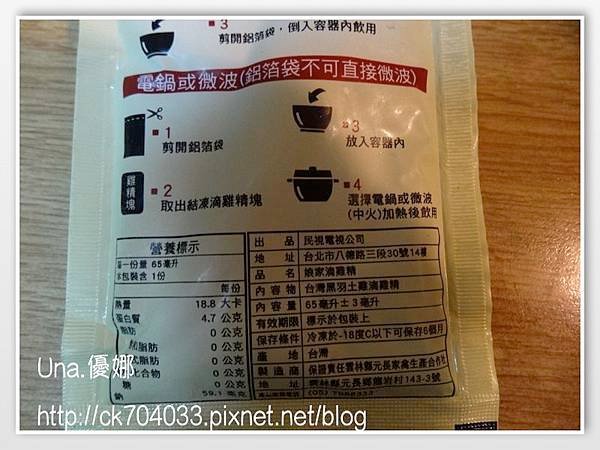 3
剪開鋁箔袋，倒入容器內飲用
電鍋或微波(鋁箔袋不可直接微波)
1
剪開鋁箔袋
3
放入容器內
雞精塊
2
取出結凍滴雞精塊
4
選擇電鍋或微波
(中火)加熱後飲用
營養標示
每一份量 65毫升
本包裝含 1份
每份
熱量 18.8 大卡
蛋白質 4.7 公克
脂肪 0 公克
飽和脂肪 0 公克
脂肪 0 公克
化合物 0 公克
糖 0 公克
鈉 59.1 毫克
出品 民視電視公司
地址 台北市八德路三段30號14樓
品名 娘家滴雞精
內容物 台灣黑羽土雞滴雞精
內容量 65毫升±3毫升
有效期限 標示於包裝上
保存條件 冷凍於-18度C以下可保存6個月
產地 台灣
製造商 保證責任雲林縣元長家禽生產合作社
地址 雲林縣元長鄉 岩村143-3號
(05)
Una.優娜
http://ck704033.pixnet.net/blog